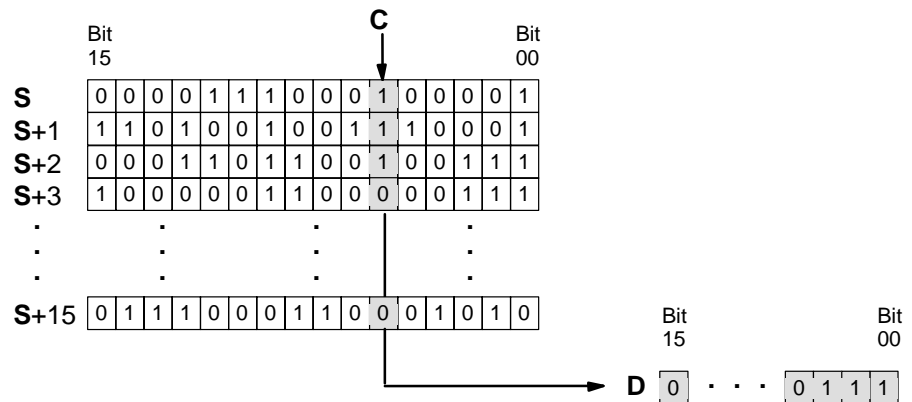 C
Bit 15 Bit 00
S 0 0 0 0 1 1 1 0 0 0 1 0 0 0 0 1
S+1 1 1 0 1 0 0 1 0 0 1 1 1 0 0 0 1
S+2 0 0 0 1 1 0 1 1 0 0 1 0 0 1 1 1
S+3 1 0 0 0 0 0 1 1 0 0 0 0 0 1 1 1
S+15 0 1 1 1 0 0 0 1 1 0 0 0 1 0 1 0
Bit 15 Bit 00
D 0 . . . 0 1 1 1